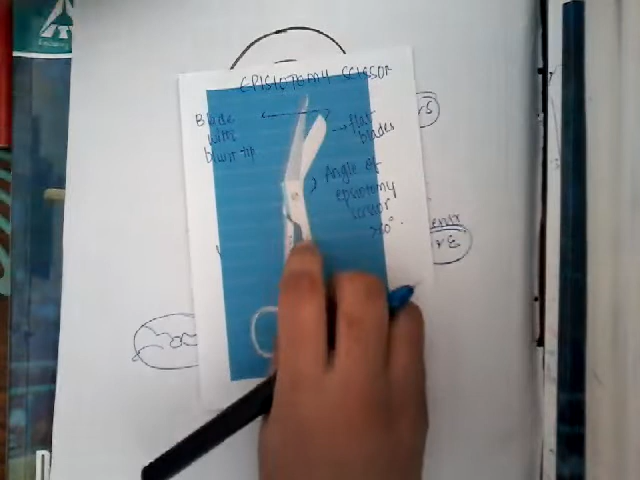 EPISIOTOMY SCISSOR
Blade
with
blunt tip
flat
blades
Angle of
episiotomy
scissor